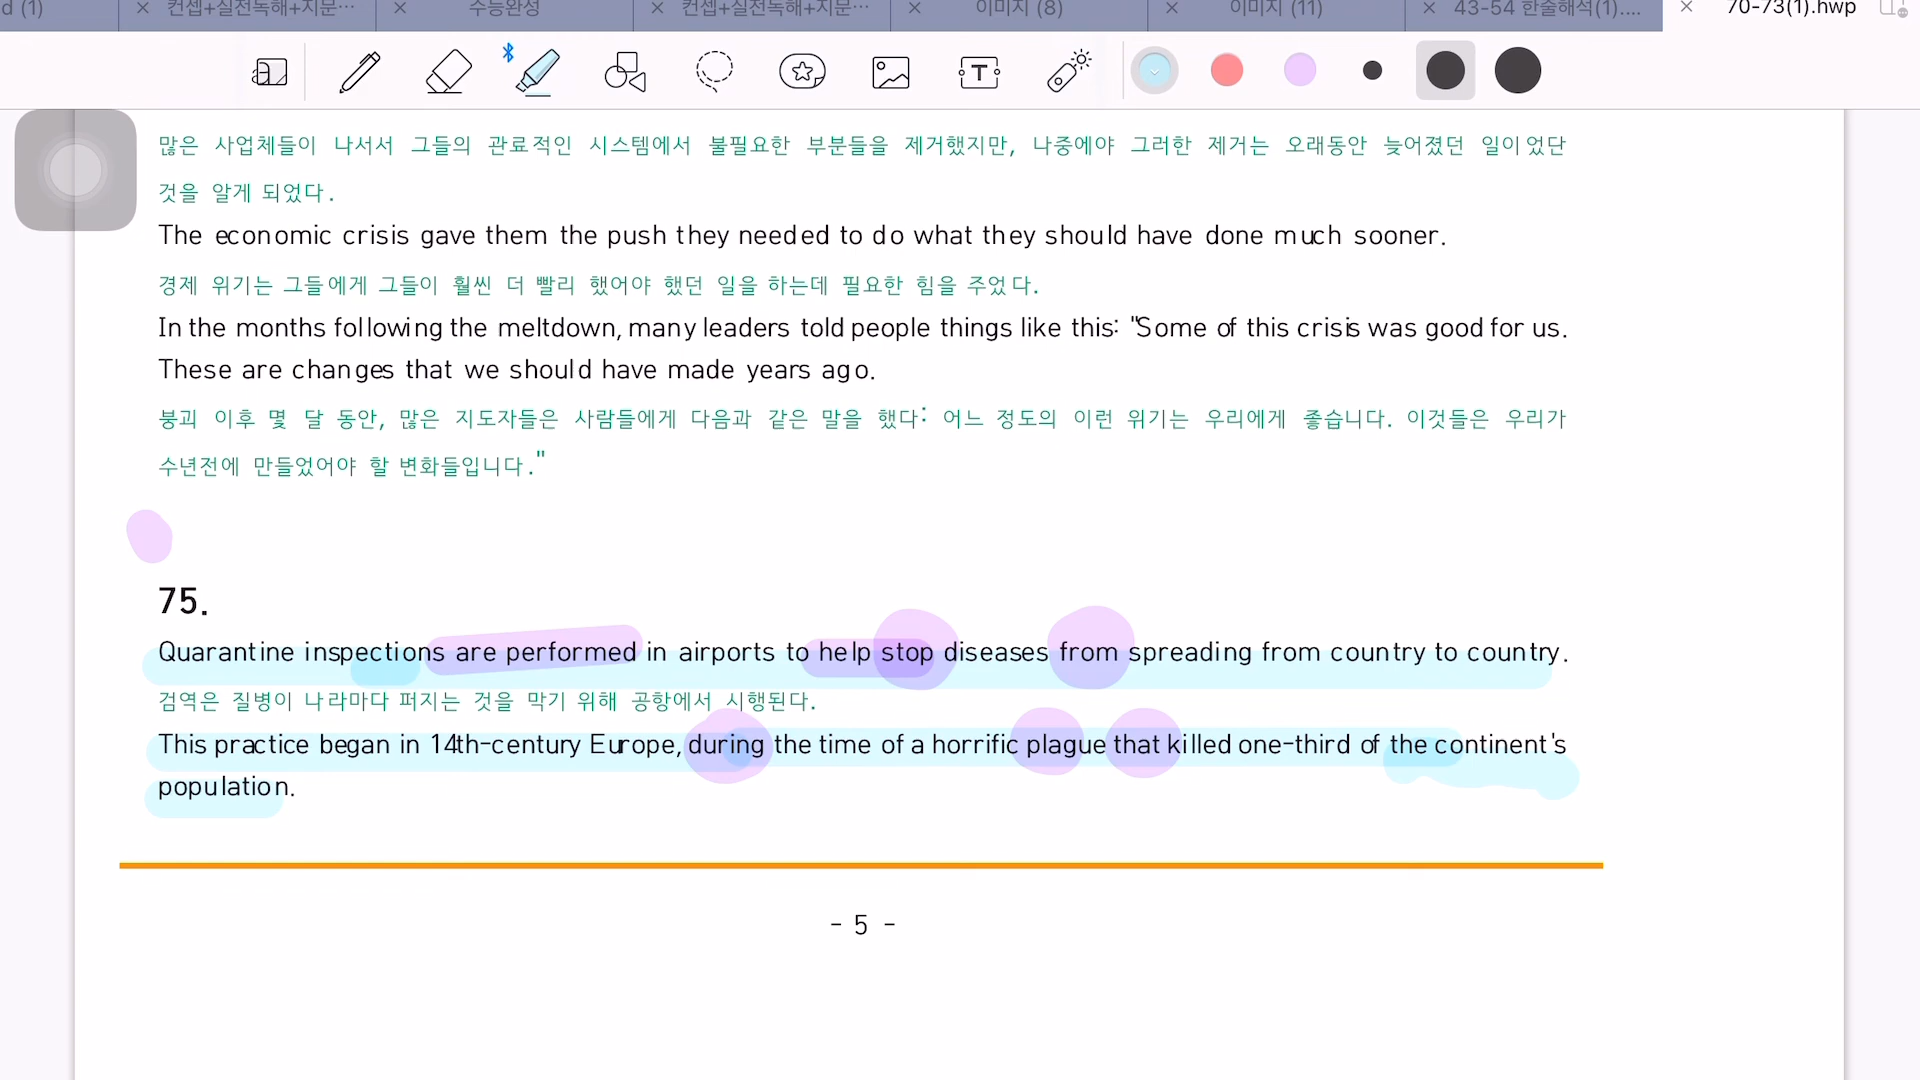 d (1)
컨셉+실전독해+지문…
수능완성
컨셉+실전독해+지문…
이미지 (8)
이미지 (11)
43-54 한줄해석(1)....
70-73(1).hwp
많은 사업체들이 나서서 그들의 관료적인 시스템에서 불필요한 부분들을 제거했지만, 나중에야 그러한 제거는 오래동안 늦어졌던 일이었단
것을 알게 되었다.
The economic crisis gave them the push they needed to do what they should have done much sooner.
경제 위기는 그들에게 그들이 훨씬 더 빨리 했어야 했던 일을 하는데 필요한 힘을 주었다.
In the months following the meltdown, many leaders told people things like this: "Some of this crisis was good for us.
These are changes that we should have made years ago.
붕괴 이후 몇 달 동안, 많은 지도자들은 사람들에게 다음과 같은 말을 했다: 어느 정도의 이런 위기는 우리에게 좋습니다. 이것들은 우리가
수년전에 만들었어야 할 변화들입니다."
75.
Quarantine inspections are performed in airports to help stop diseases from spreading from country to country.
검역은 질병이 나라마다 퍼지는 것을 막기 위해 공항에서 시행된다.
This practice began in 14th-century Europe, during the time of a horrific plague that killed one-third of the continent's
population.
- 5 -